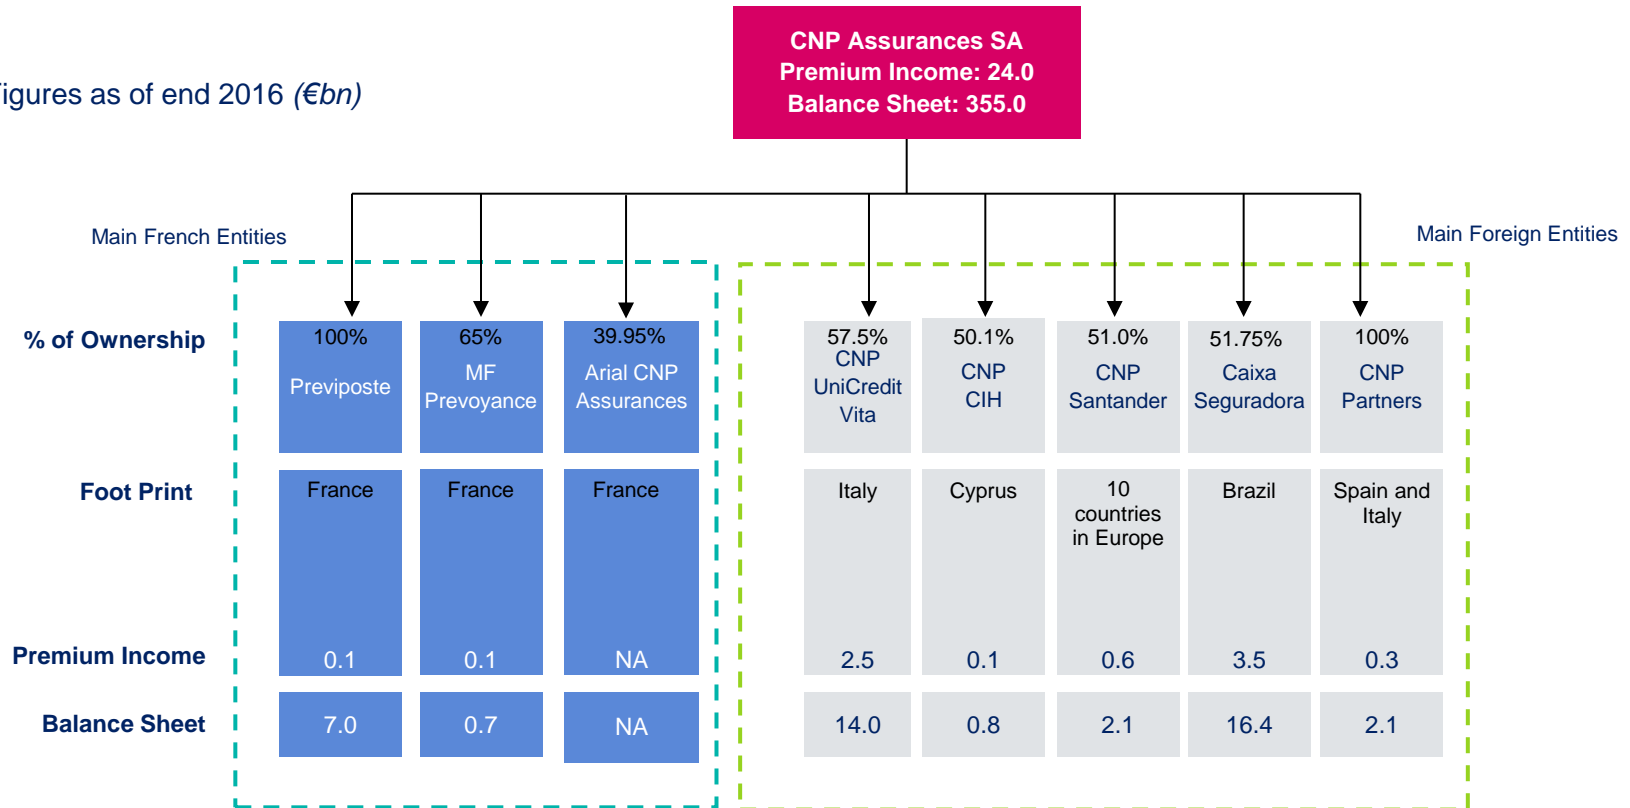 CNP Assurances SA
Premium Income: 24.0
Balance Sheet: 355.0
igures as of end 2016 (€bn)
Main French Entities
Main Foreign Entities
% of Ownership
100%
Previposte
65%
MF
Prevoyance
39.95%
Arial CNP
Assurances
57.5%
CNP
UniCredit
Vita
50.1%
CNP
CIH
51.0%
CNP
Santander
51.75%
Caixa
Seguradora
100%
CNP
Partners
Foot Print
France
France
France
Italy
Cyprus
10
countries
in Europe
Brazil
Spain and
Italy
Premium Income
0.1
0.1
NA
2.5
0.1
0.6
3.5
0.3
Balance Sheet
7.0
0.7
NA
14.0
0.8
2.1
16.4
2.1